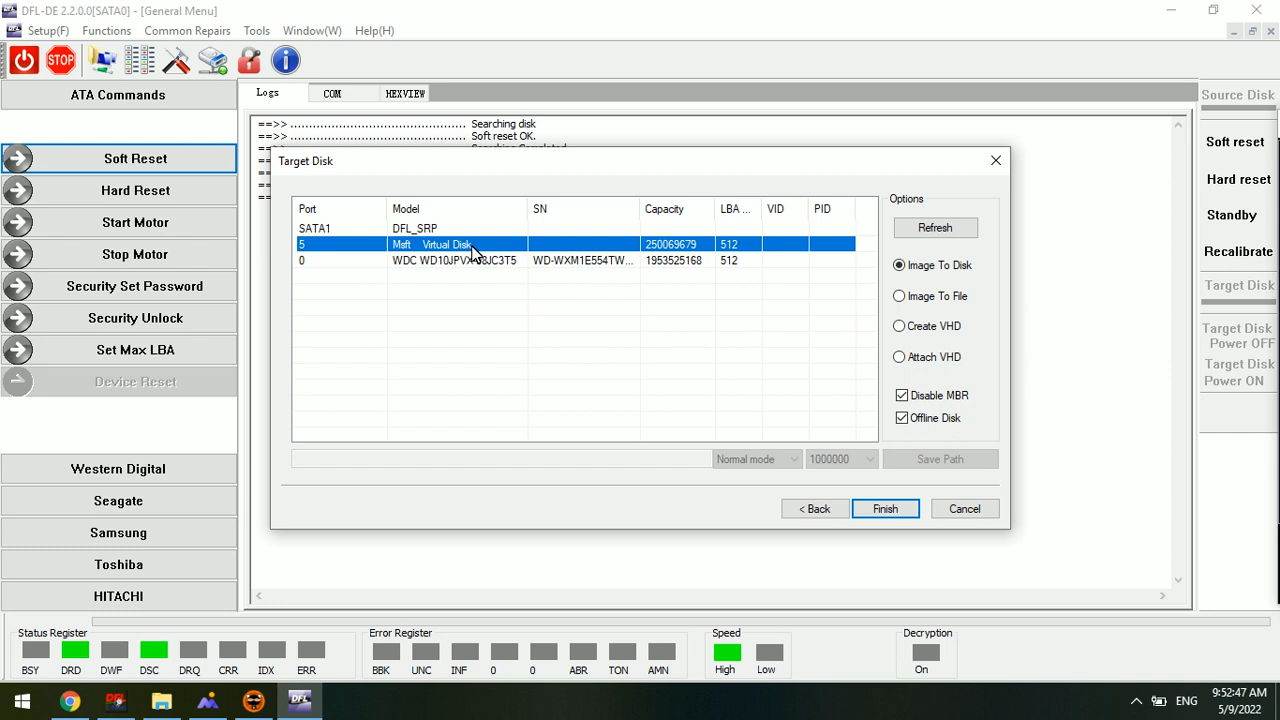 DFL-DE 2.2.0.0[SATA0] - [General Menu]
Setup(F) Functions Common Repairs Tools Window(W) Help(H)
STOP
ATA Commands
Soft Reset
Hard Reset
Start Motor
Stop Motor
Security Set Password
Security Unlock
Set Max LBA
Device Reset
Western Digital
Seagate
Samsung
Toshiba
HITACHI
Logs COM HEXVIEW
==>> ............................................. Searching disk
==>> ............................................. Soft reset OK.
Target Disk
Port Model SN Capacity LBA ... VID PID
SATA1 DFL_SRP
5 Msft Virtual Disk 250069679 512
0 WDC WD-WXM1E554TW... 1953525168 512
Options
Refresh
Image To Disk
Image To File
Create VHD
Attach VHD
Disable MBR
Offline Disk
Normal mode 1000000 Save Path
< Back Finish Cancel
Source Disk
Soft reset
Hard reset
Standby
Recalibrate
Target Disk
Target Disk
Power OFF
Target Disk
Power ON
Status Register
BSY DRD DWF DSC DRQ CRR IDX ERR
Error Register
BBK UNC INF 0 0 ABR TON AMN
Speed
High Low
Decryption
On
DFL
DFL
ENG
9:52:47 AM
5/9/2022